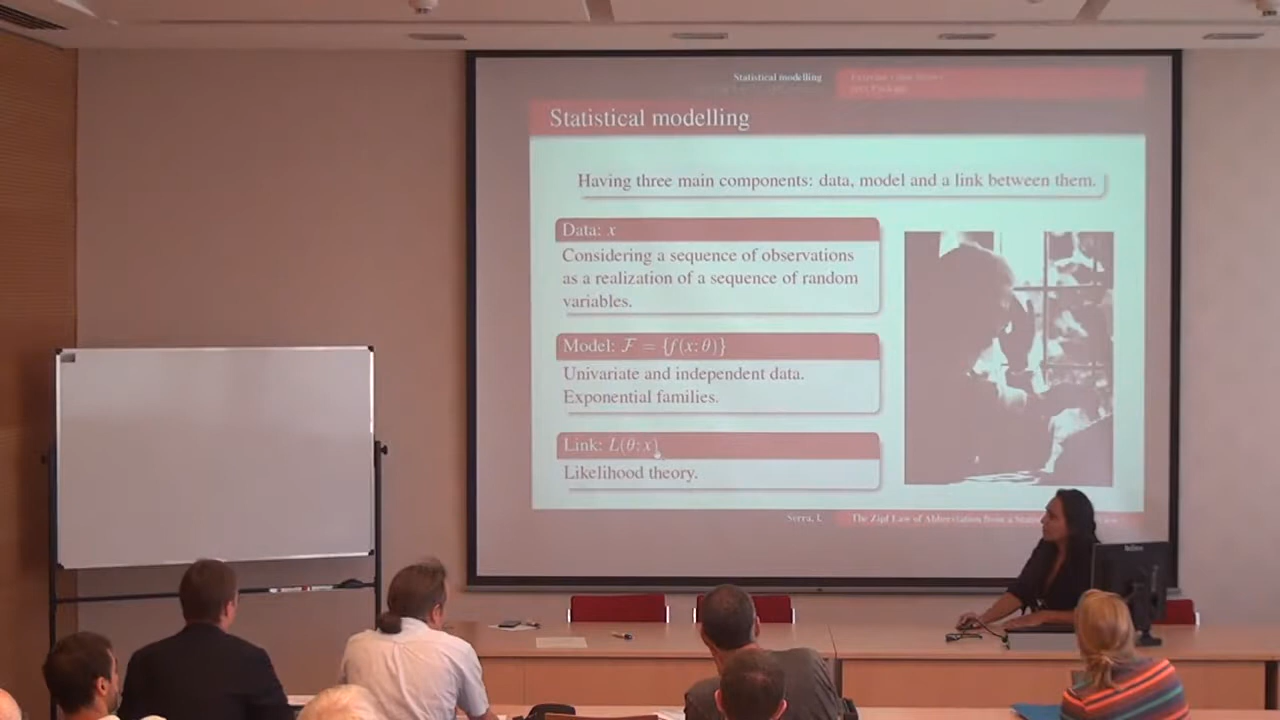 Statistical modelling
Statistical modelling
Having three main components: data, model and a link between them.
Data: x
Considering a sequence of observations
as a realization of a sequence of random
variables.
Model: ℱ = {f(x; θ)}
Univariate and independent data.
Exponential families.
Link: L(θ; x)
Likelihood theory.
Serra, I.
The Zipf Law of Abbreviation from a